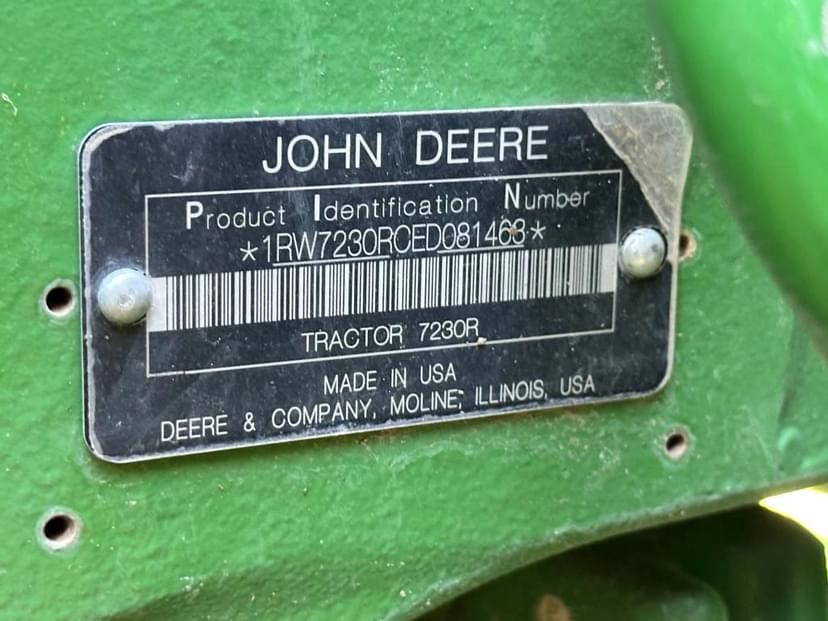 JOHN DEERE
Product Identification Number
*1RW7230RCED081463*
TRACTOR 7230R
MADE IN USA
DEERE & COMPANY, MOLINE, ILLINOIS, USA